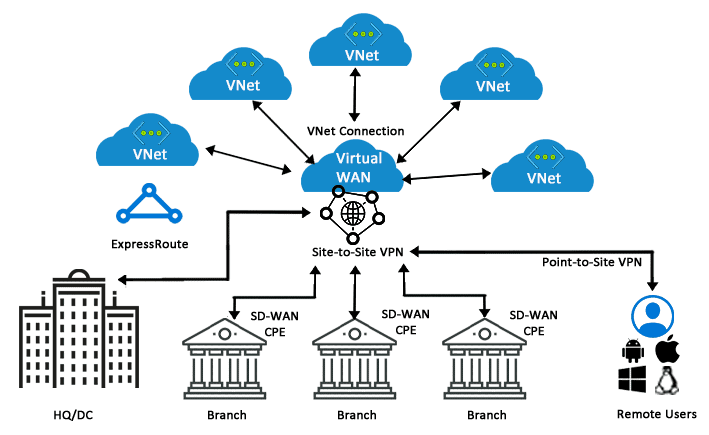 VNet
VNet
VNet
VNet
VNet
VNet Connection
Virtual
WAN
ExpressRoute
Site-to-Site VPN
Point-to-Site VPN
SD-WAN
CPE
SD-WAN
CPE
SD-WAN
CPE
HQ/DC
Branch
Branch
Branch
Remote Users